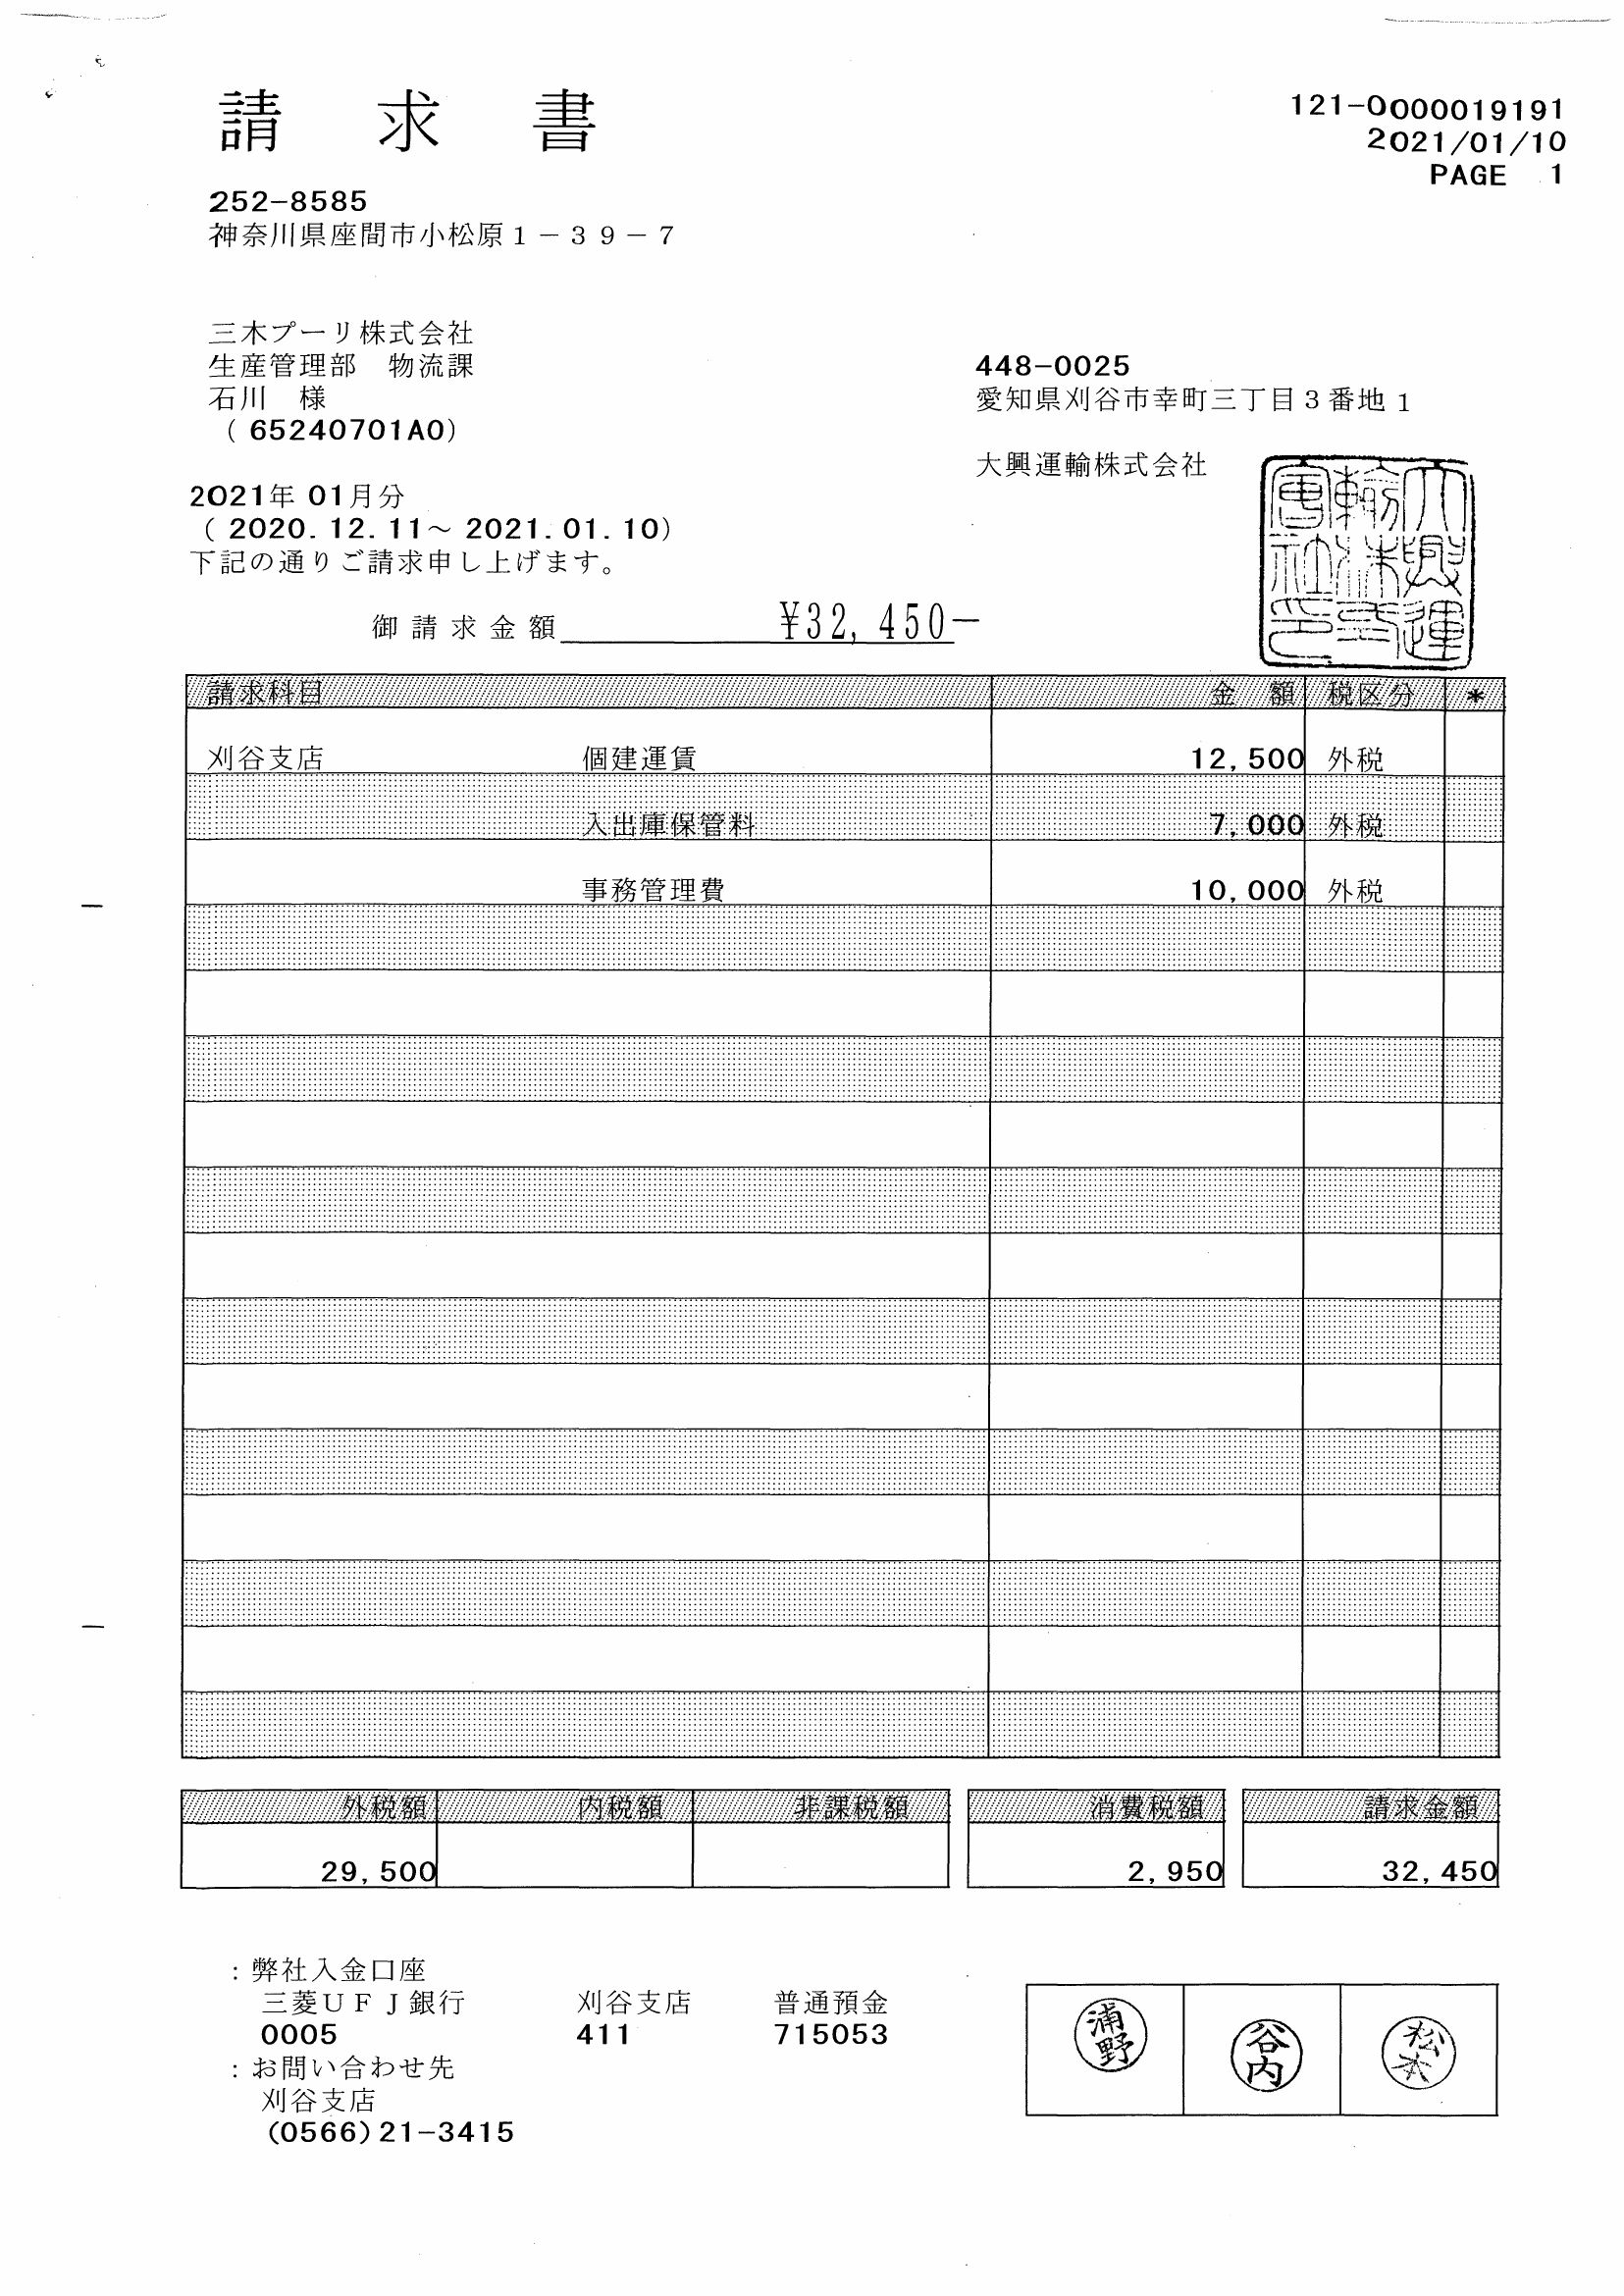 請求書
121-0000019191
2021/01/10
PAGE 1
252-8585
神奈川県座間市小松原1－39－7
三木プーリ株式会社
生産管理部 物流課
石川 様
( 65240701A0)
448-0025
愛知県刈谷市幸町三丁目3番地1
大興運輸株式会社
大興運輸株式会社印
2021年 01月分
( 2020. 12. 11～ 2021. 01. 10)
下記の通りご請求申し上げます。
御請求金額 ¥32,450－
請求科目 金 額 税区分 *
刈谷支店 個建運賃 12,500 外税
入出庫保管料 7,000 外税
事務管理費 10,000 外税
外税額 内税額 非課税額 消費税額 請求金額
29,500 2,950 32,450
: 弊社入金口座
三菱UFJ銀行 刈谷支店 普通預金
0005 411 715053
: お問い合わせ先
刈谷支店
(0566)21-3415
浦野 谷内 松本